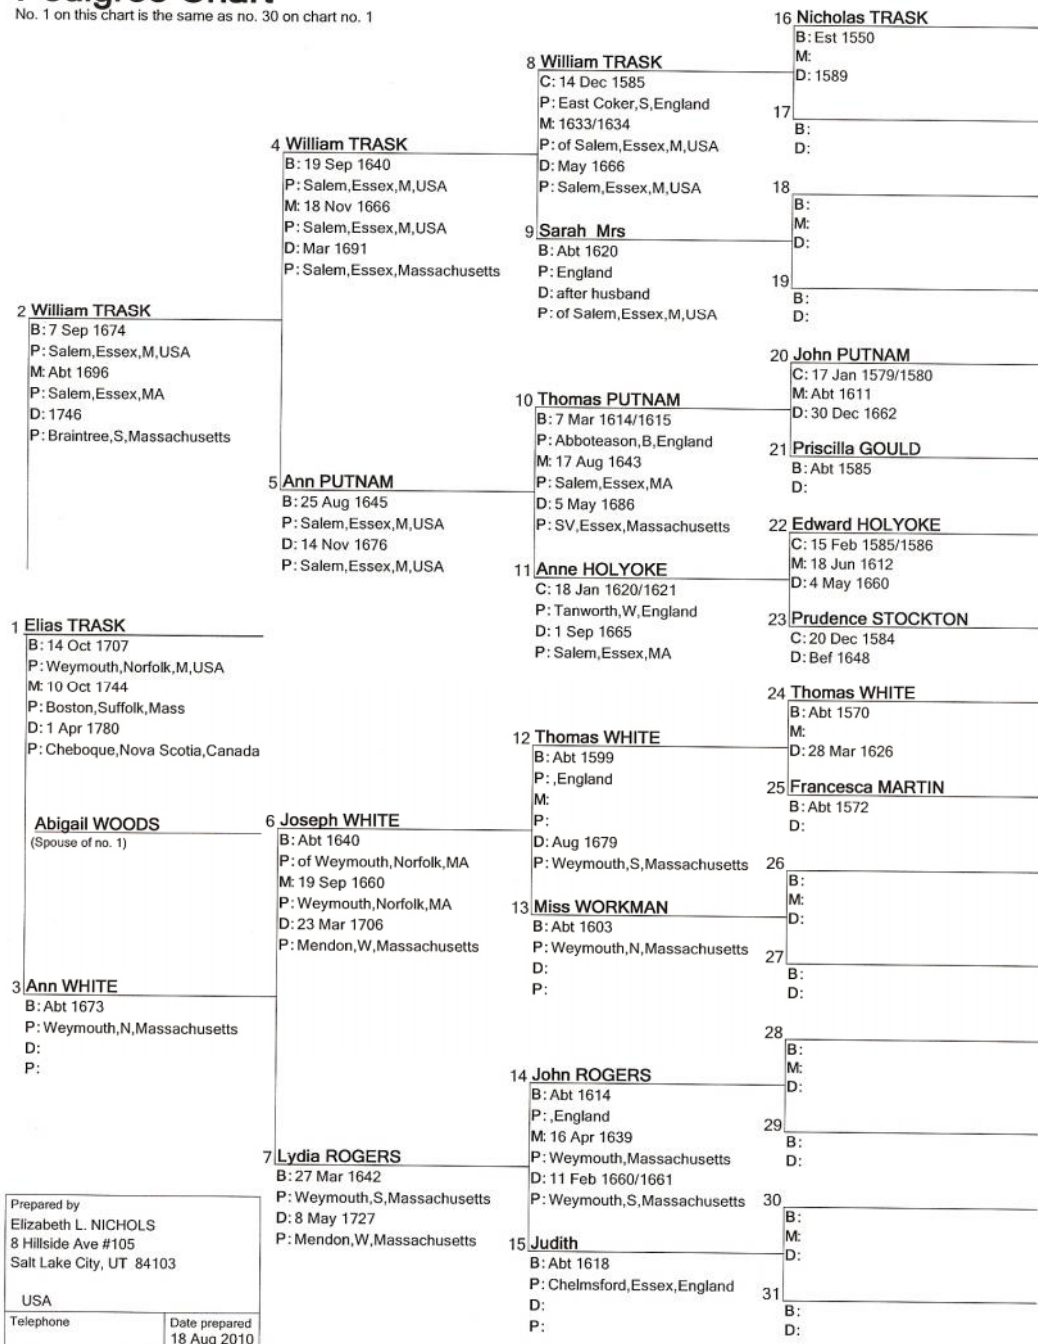 Pedigree Chart
No. 1 on this chart is the same as no. 30 on chart no. 1
1 Elias TRASK
B: 14 Oct 1707
P: Weymouth,Norfolk,M,USA
M: 10 Oct 1744
P: Boston,Suffolk,Mass
D: 1 Apr 1780
P: Cheboque,Nova Scotia,Canada
Abigail WOODS
(Spouse of no. 1)
2 William TRASK
B: 7 Sep 1674
P: Salem,Essex,M,USA
M: Abt 1696
P: Salem,Essex,MA
D: 1746
P: Braintree,S,Massachusetts
3 Ann WHITE
B: Abt 1673
P: Weymouth,N,Massachusetts
D:
P:
4 William TRASK
B: 19 Sep 1640
P: Salem,Essex,M,USA
M: 18 Nov 1666
P: Salem,Essex,M,USA
D: Mar 1691
P: Salem,Essex,Massachusetts
5 Ann PUTNAM
B: 25 Aug 1645
P: Salem,Essex,M,USA
D: 14 Nov 1676
P: Salem,Essex,M,USA
6 Joseph WHITE
B: Abt 1640
P: of Weymouth,Norfolk,MA
M: 19 Sep 1660
P: Weymouth,Norfolk,MA
D: 23 Mar 1706
P: Mendon,W,Massachusetts
7 Lydia ROGERS
B: 27 Mar 1642
P: Weymouth,S,Massachusetts
D: 8 May 1727
P: Mendon,W,Massachusetts
8 William TRASK
C: 14 Dec 1585
P: East Coker,S,England
M: 1633/1634
P: of Salem,Essex,M,USA
D: May 1666
P: Salem,Essex,M,USA
9 Sarah Mrs
B: Abt 1620
P: England
D: after husband
P: of Salem,Essex,M,USA
10 Thomas PUTNAM
B: 7 Mar 1614/1615
P: Abboteason,B,England
M: 17 Aug 1643
P: Salem,Essex,MA
D: 5 May 1686
P: SV,Essex,Massachusetts
11 Anne HOLYOKE
C: 18 Jan 1620/1621
P: Tanworth,W,England
D: 1 Sep 1665
P: Salem,Essex,MA
12 Thomas WHITE
B: Abt 1599
P: ,England
M:
P:
D: Aug 1679
P: Weymouth,S,Massachusetts
13 Miss WORKMAN
B: Abt 1603
P: Weymouth,N,Massachusetts
D:
P:
14 John ROGERS
B: Abt 1614
P: ,England
M: 16 Apr 1639
P: Weymouth,Massachusetts
D: 11 Feb 1660/1661
P: Weymouth,S,Massachusetts
15 Judith
B: Abt 1618
P: Chelmsford,Essex,England
D:
P:
16 Nicholas TRASK
B: Est 1550
M:
D: 1589
17
B:
D:
18
B:
M:
D:
19
B:
D:
20 John PUTNAM
C: 17 Jan 1579/1580
M: Abt 1611
D: 30 Dec 1662
21 Priscilla GOULD
B: Abt 1585
D:
22 Edward HOLYOKE
C: 15 Feb 1585/1586
M: 18 Jun 1612
D: 4 May 1660
23 Prudence STOCKTON
C: 20 Dec 1584
D: Bef 1648
24 Thomas WHITE
B: Abt 1570
M:
D: 28 Mar 1626
25 Francesca MARTIN
B: Abt 1572
D:
26
B:
M:
D:
27
B:
D:
28
B:
M:
D:
29
B:
D:
30
B:
M:
D:
31
B:
D:
Prepared by
Elizabeth L. NICHOLS
8 Hillside Ave #105
Salt Lake City, UT 84103
USA
Telephone
Date prepared
18 Aug 2010